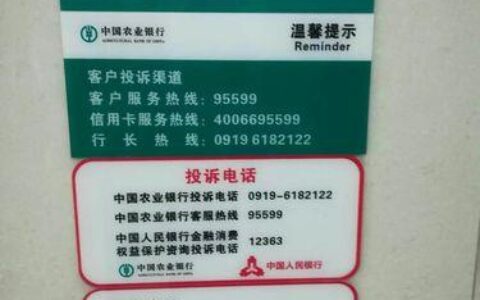 中国农业银行
AGRICULTURAL BANK OF CHINA
温馨提示
Reminder
客户投诉渠道
客户服务热线：95599
信用卡服务热线：4006695599
行长热线：0919 6182122
投诉电话
中国农业银行投诉电话 0919-6182122
中国农业银行客服热线 95599
中国人民银行金融消费
权益保护资询投诉电话 12363
中国农业银行
中国人民银行